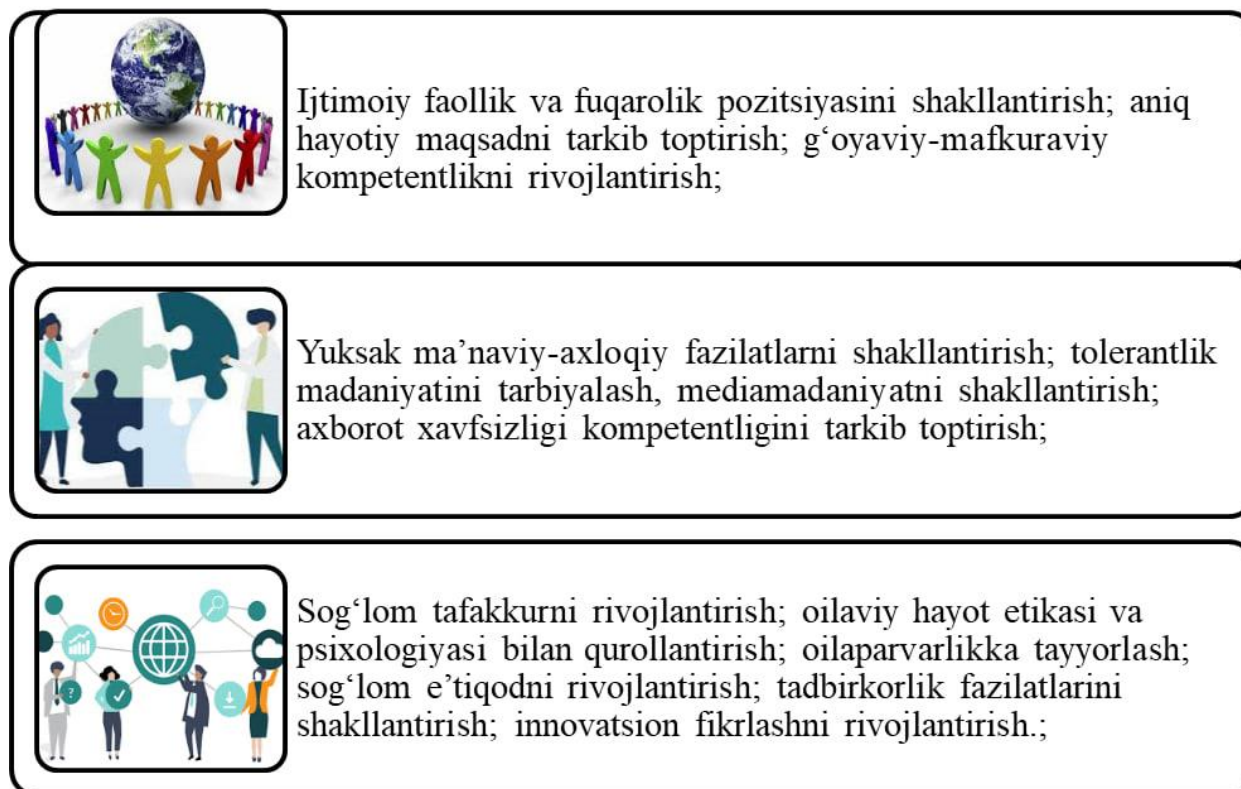 Ijtimoiy faollik va fuqarolik pozitsiyasini shakllantirish; aniq
hayotiy maqsadni tarkib toptirish; g‘oyaviy-mafkuraviy
kompetentlikni rivojlantirish;
Yuksak ma’naviy-axloqiy fazilatlarni shakllantirish; tolerantlik
madaniyatini tarbiyalash, mediamadaniyatni shakllantirish;
axborot xavfsizligi kompetentligini tarkib toptirish;
Sog‘lom tafakkurni rivojlantirish; oilaviy hayot etikasi va
psixologiyasi bilan qurollantirish; oilaparvarlikka tayyorlash;
sog‘lom e’tiqodni rivojlantirish; tadbirkorlik fazilatlarini
shakllantirish; innovatsion fikrlashni rivojlantirish.;